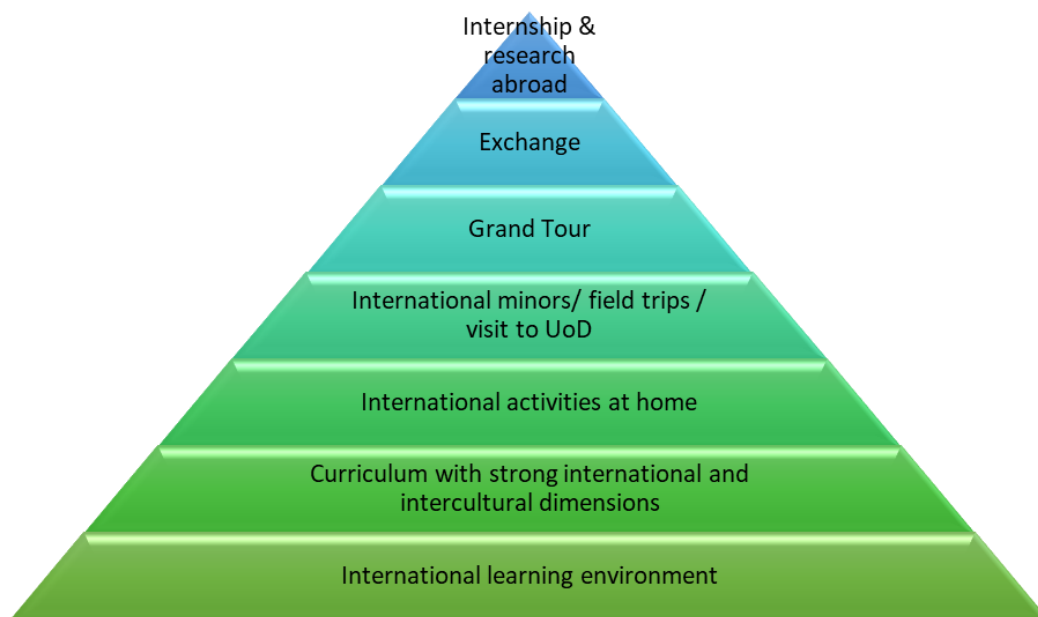 Internship &
research
abroad
Exchange
Grand Tour
International minors/ field trips /
visit to UoD
International activities at home
Curriculum with strong international and
intercultural dimensions
International learning environment